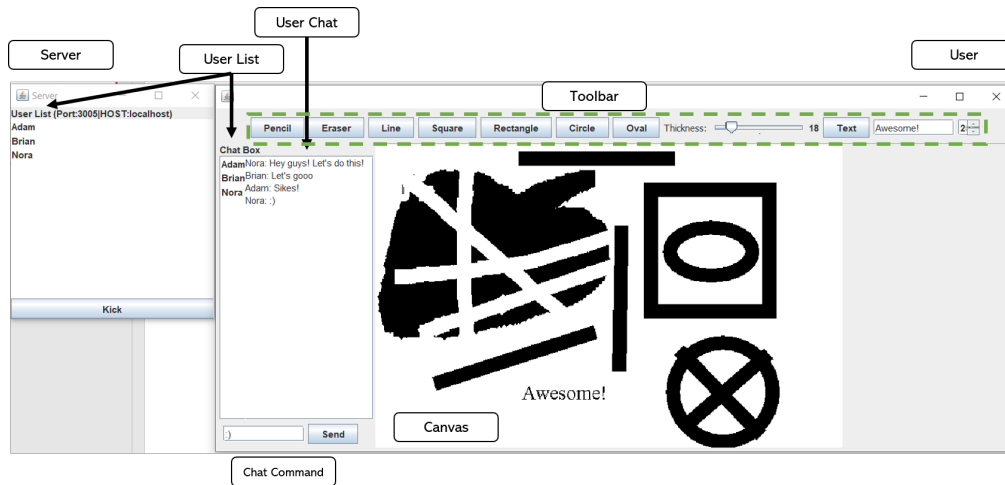 User Chat
Server
User List
User
Server
User List (Port:3005|HOST:localhost)
Adam
Brian
Nora
Kick
Toolbar
Pencil Eraser Line Square Rectangle Circle Oval Thickness: 18 Text Awesome!
Chat Box
Adam Nora: Hey guys! Let's do this!
Brian Brian: Let's gooo
Nora Adam: Sikes!
Nora: :)
Awesome!
Canvas
:) Send
Chat Command